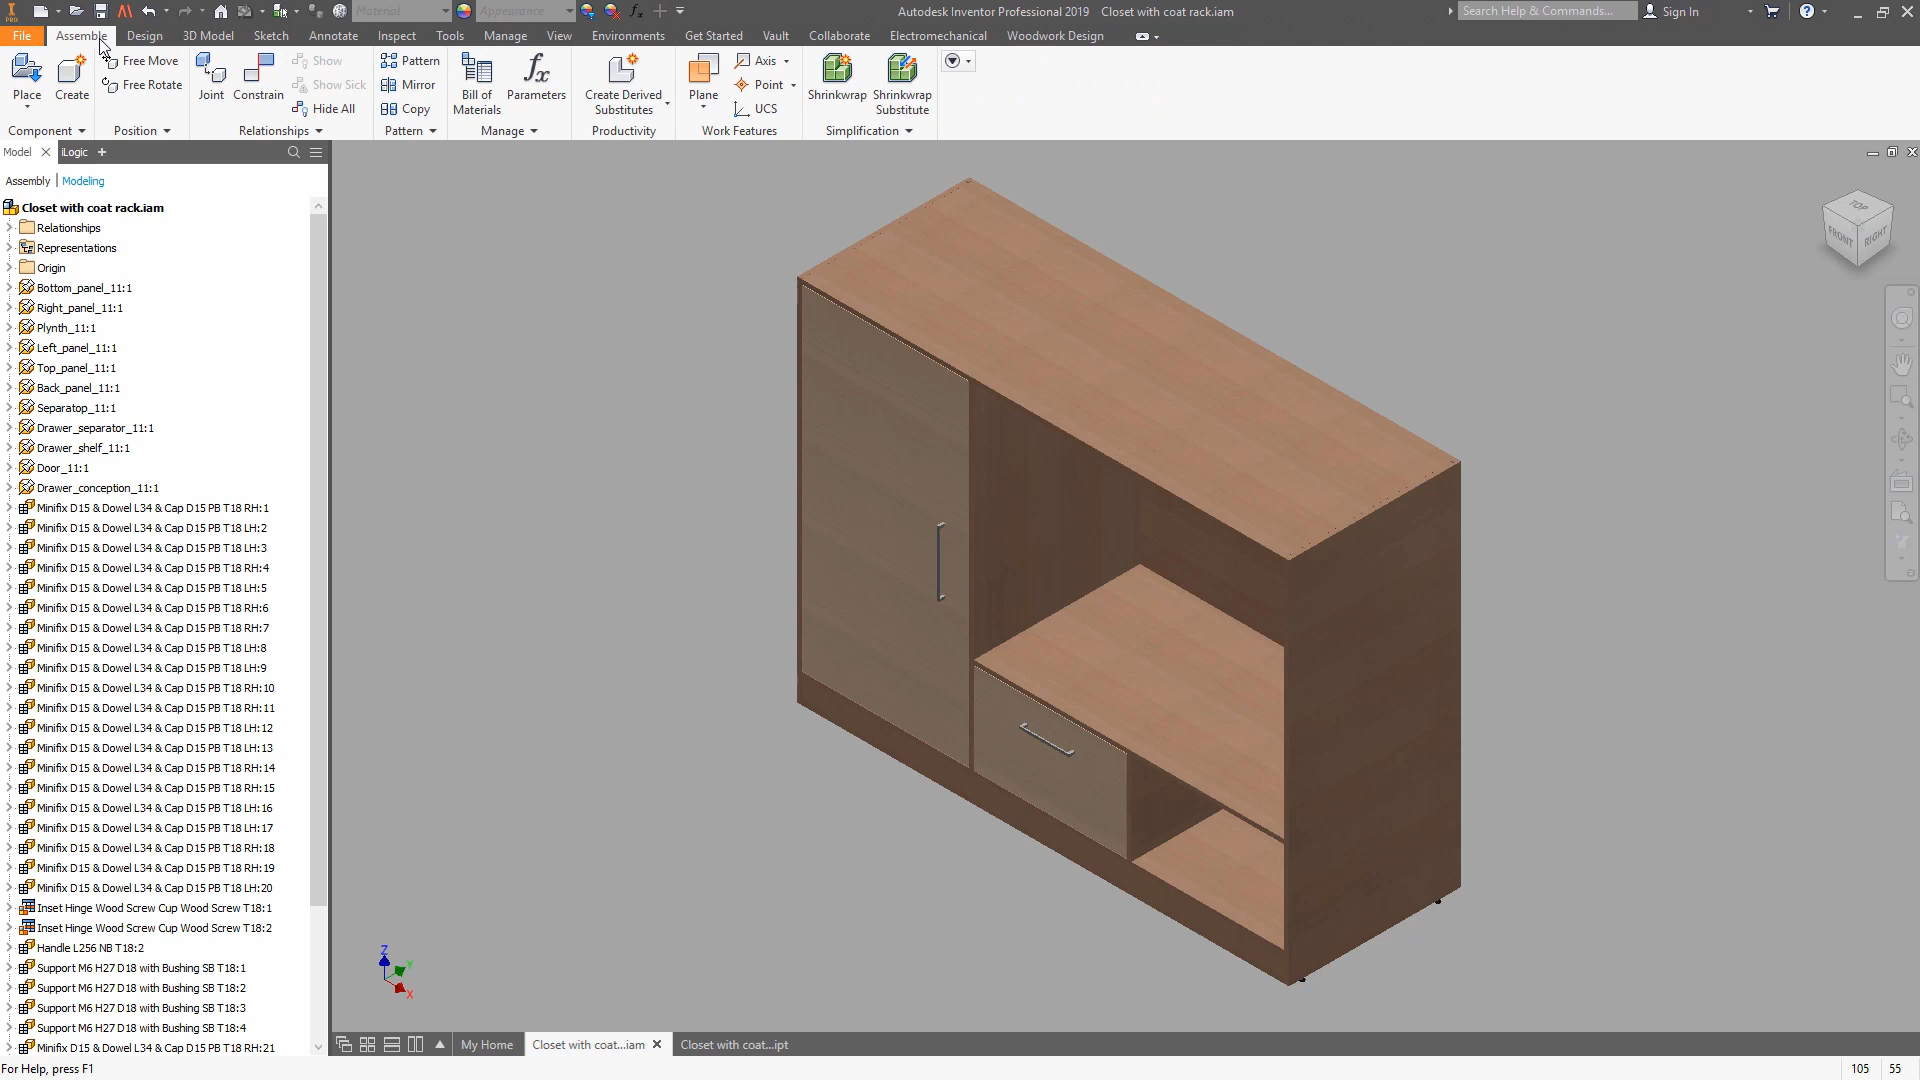 PRO
Material
Appearance
Autodesk Inventor Professional 2019 Closet with coat rack.iam
Search Help & Commands...
Sign In
File
Assemble
Design
3D Model
Sketch
Annotate
Inspect
Tools
Manage
View
Environments
Get Started
Vault
Collaborate
Electromechanical
Woodwork Design
Place
Create
Free Move
Free Rotate
Joint
Constrain
Show
Show Sick
Hide All
Pattern
Mirror
Copy
Bill of
Materials
fx
Parameters
Create Derived
Substitutes
Plane
Axis
Point
UCS
Shrinkwrap
Shrinkwrap
Substitute
Component
Position
Relationships
Pattern
Manage
Productivity
Work Features
Simplification
Model
iLogic
Assembly
Modeling
Closet with coat rack.iam
Relationships
Representations
Origin
Bottom_panel_11:1
Right_panel_11:1
Plynth_11:1
Left_panel_11:1
Top_panel_11:1
Back_panel_11:1
Separatop_11:1
Drawer_separator_11:1
Drawer_shelf_11:1
Door_11:1
Drawer_conception_11:1
Minifix D15 & Dowel L34 & Cap D15 PB T18 RH:1
Minifix D15 & Dowel L34 & Cap D15 PB T18 LH:2
Minifix D15 & Dowel L34 & Cap D15 PB T18 LH:3
Minifix D15 & Dowel L34 & Cap D15 PB T18 RH:4
Minifix D15 & Dowel L34 & Cap D15 PB T18 LH:5
Minifix D15 & Dowel L34 & Cap D15 PB T18 RH:6
Minifix D15 & Dowel L34 & Cap D15 PB T18 RH:7
Minifix D15 & Dowel L34 & Cap D15 PB T18 LH:8
Minifix D15 & Dowel L34 & Cap D15 PB T18 LH:9
Minifix D15 & Dowel L34 & Cap D15 PB T18 RH:10
Minifix D15 & Dowel L34 & Cap D15 PB T18 RH:11
Minifix D15 & Dowel L34 & Cap D15 PB T18 LH:12
Minifix D15 & Dowel L34 & Cap D15 PB T18 LH:13
Minifix D15 & Dowel L34 & Cap D15 PB T18 RH:14
Minifix D15 & Dowel L34 & Cap D15 PB T18 RH:15
Minifix D15 & Dowel L34 & Cap D15 PB T18 LH:16
Minifix D15 & Dowel L34 & Cap D15 PB T18 LH:17
Minifix D15 & Dowel L34 & Cap D15 PB T18 RH:18
Minifix D15 & Dowel L34 & Cap D15 PB T18 RH:19
Minifix D15 & Dowel L34 & Cap D15 PB T18 LH:20
Inset Hinge Wood Screw Cup Wood Screw T18:1
Inset Hinge Wood Screw Cup Wood Screw T18:2
Handle L256 NB T18:2
Support M6 H27 D18 with Bushing SB T18:1
Support M6 H27 D18 with Bushing SB T18:2
Support M6 H27 D18 with Bushing SB T18:3
Support M6 H27 D18 with Bushing SB T18:4
Minifix D15 & Dowel L34 & Cap D15 PB T18 RH:21
TOP
FRONT
RIGHT
Z
Y
X
My Home
Closet with coat...iam
Closet with coat...ipt
For Help, press F1
105
55